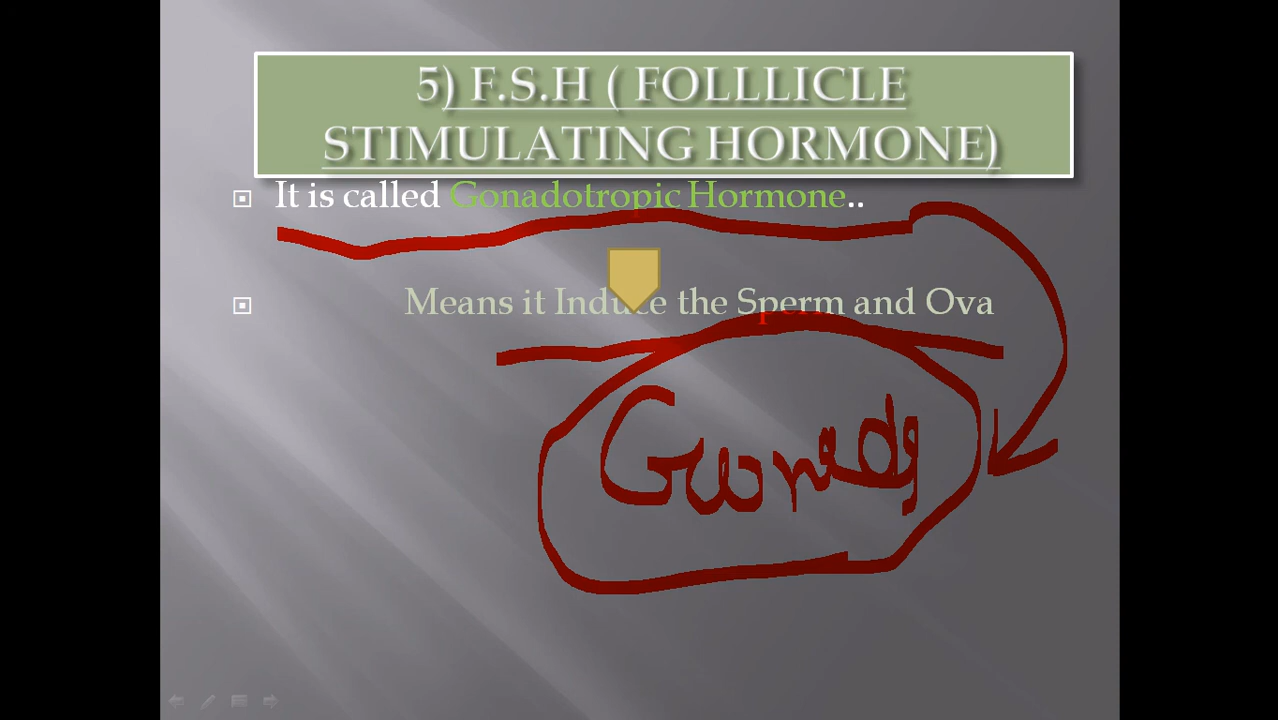 5) F.S.H ( FOLLLICLE
STIMULATING HORMONE)
It is called Gonadotropic Hormone..
Means it Induce the Sperm and Ova
Gonads